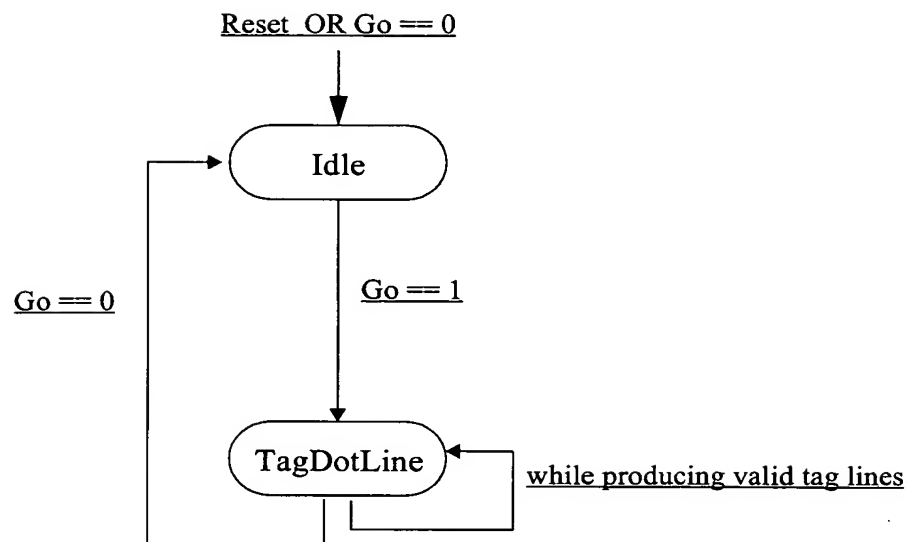 Reset OR Go == 0
Idle
Go == 0
Go == 1
TagDotLine
while producing valid tag lines